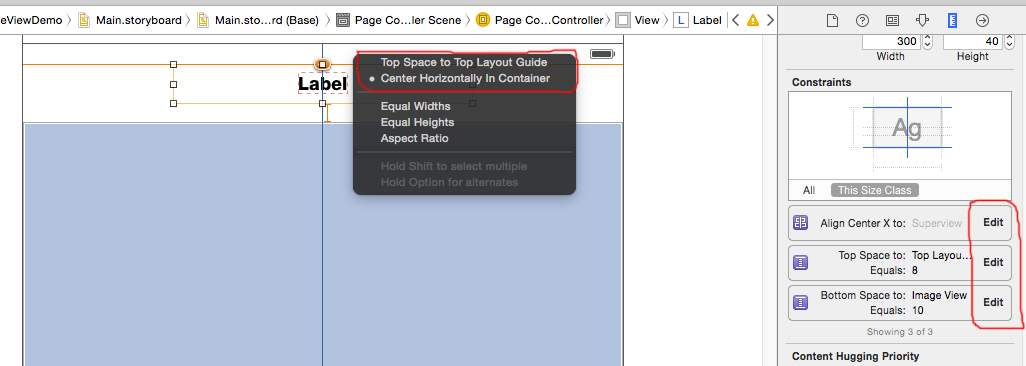 eViewDemo
Main.storyboard
Main.sto...rd (Base)
Page Co...ler Scene
Page Co...Controller)
View
L Label
300
40
Width
Height
Top Space to Top Layout Guide
Center Horizontally In Container
Equal Widths
Equal Heights
Aspect Ratio
Hold Shift to select multiple
Hold Option for alternates
Label
Constraints
Ag
All
This Size Class
Align Center X to: Superview
Edit
Top Space to: Top Layou...
Equals: 8
Edit
Bottom Space to: Image View
Equals: 10
Edit
Showing 3 of 3
Content Hugging Priority